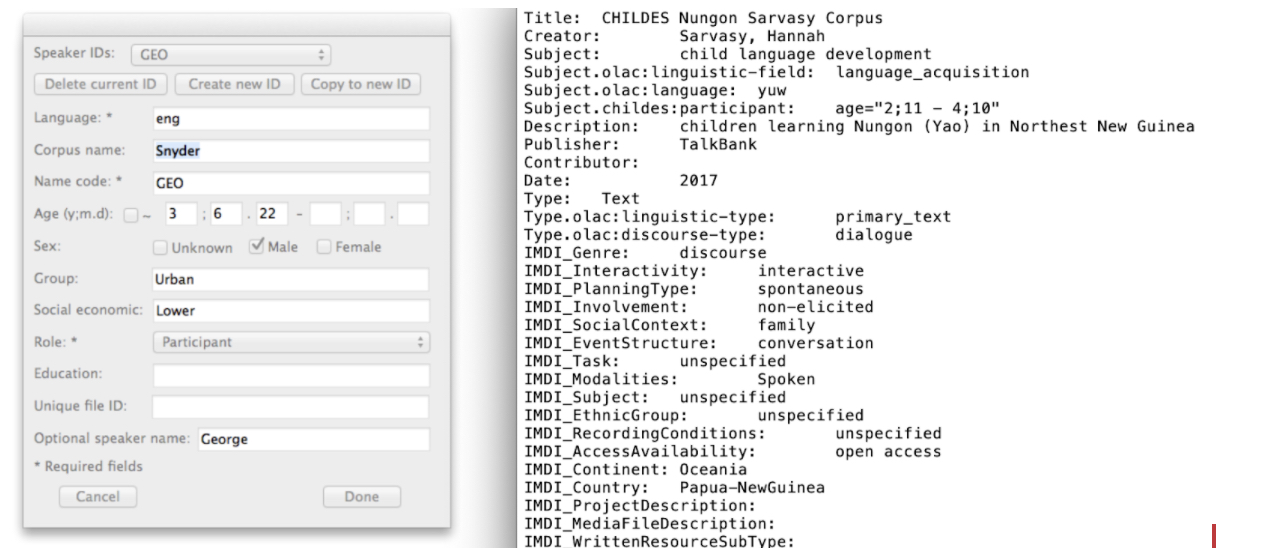 Speaker IDs: GEO
Delete current ID Create new ID Copy to new ID
Language: * eng
Corpus name: Snyder
Name code: * GEO
Age (y;m.d): ~ 3 ; 6 . 22 - ; .
Sex: Unknown Male Female
Group: Urban
Social economic: Lower
Role: * Participant
Education:
Unique file ID:
Optional speaker name: George
* Required fields
Cancel Done
Title: CHILDES Nungon Sarvasy Corpus
Creator: Sarvasy, Hannah
Subject: child language development
Subject.olac:linguistic-field: language_acquisition
Subject.olac:language: yuw
Subject.childes:participant: age="2;11 - 4;10"
Description: children learning Nungon (Yao) in Northest New Guinea
Publisher: TalkBank
Contributor:
Date: 2017
Type: Text
Type.olac:linguistic-type: primary_text
Type.olac:discourse-type: dialogue
IMDI_Genre: discourse
IMDI_Interactivity: interactive
IMDI_PlanningType: spontaneous
IMDI_Involvement: non-elicited
IMDI_SocialContext: family
IMDI_EventStructure: conversation
IMDI_Task: unspecified
IMDI_Modalities: Spoken
IMDI_Subject: unspecified
IMDI_EthnicGroup: unspecified
IMDI_RecordingConditions: unspecified
IMDI_AccessAvailability: open access
IMDI_Continent: Oceania
IMDI_Country: Papua-NewGuinea
IMDI_ProjectDescription:
IMDI_MediaFileDescription:
IMDI_WrittenResourceSubType: